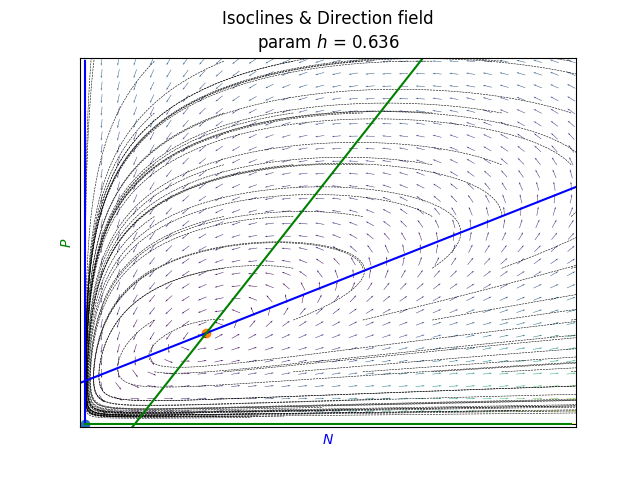 Isoclines & Direction field
param h = 0.636
P
N